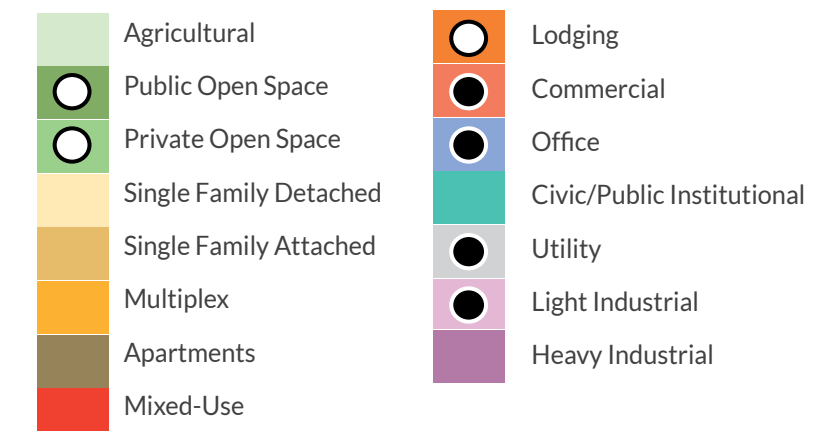 Agricultural
Public Open Space
Private Open Space
Single Family Detached
Single Family Attached
Multiplex
Apartments
Mixed-Use
Lodging
Commercial
Office
Civic/Public Institutional
Utility
Light Industrial
Heavy Industrial